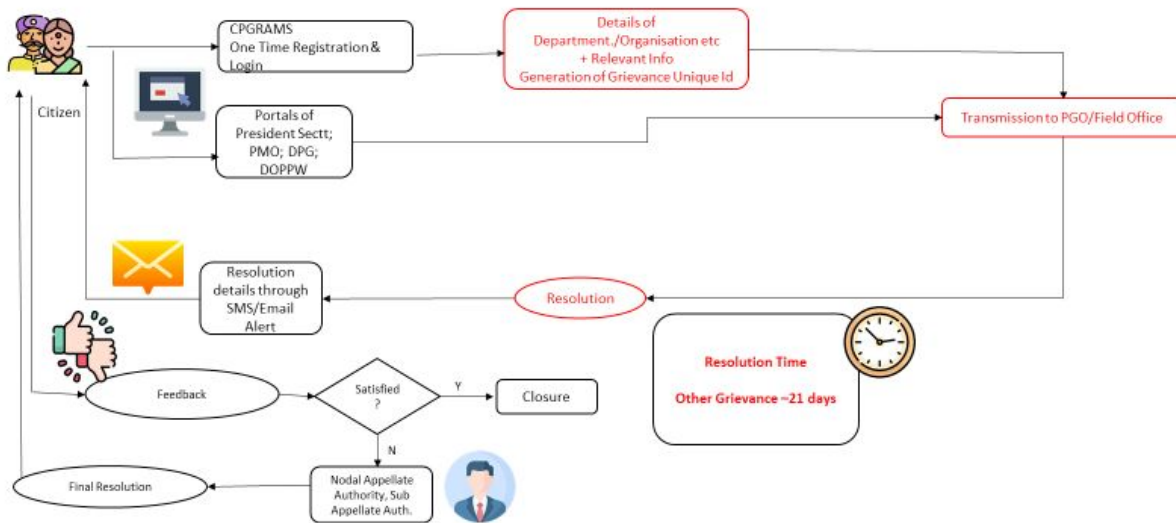 CPGRAMS
One Time Registration &
Login
Details of
Department./Organisation etc
+ Relevant Info
Generation of Grievance Unique Id
Citizen
Portals of
President Sectt;
PMO; DPG;
DOPPW
Transmission to PGO/Field Office
Resolution
details through
SMS/Email
Alert
Resolution
Resolution Time
Other Grievance –21 days
Feedback
Satisfied
?
Y
Closure
N
Final Resolution
Nodal Appellate
Authority, Sub
Appellate Auth.